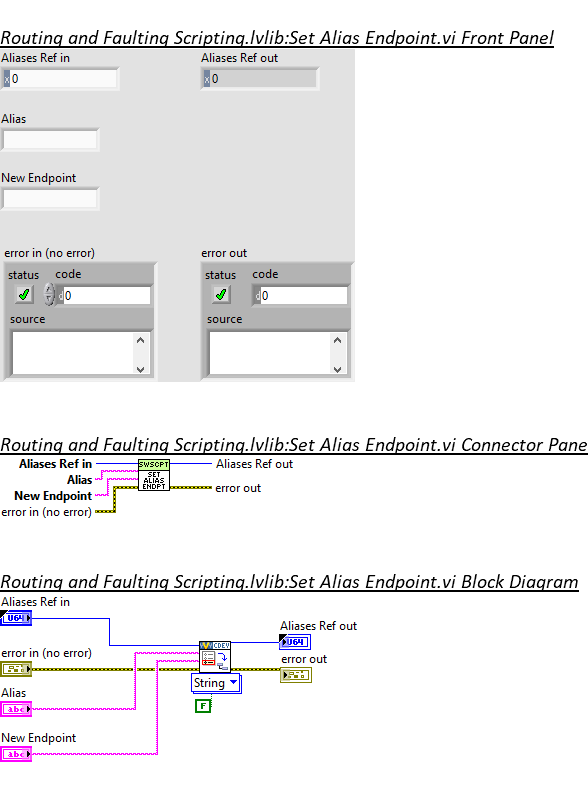 Routing and Faulting Scripting.lvlib:Set Alias Endpoint.vi Front Panel
Aliases Ref in
Aliases Ref out
x 0
x 0
Alias
New Endpoint
error in (no error)
error out
status code
status code
d 0
d 0
source
source
Routing and Faulting Scripting.lvlib:Set Alias Endpoint.vi Connector Pane
Aliases Ref in
SWSCPT
Aliases Ref out
Alias
SET
ALIAS
New Endpoint
ENDPT
error out
error in (no error)
Routing and Faulting Scripting.lvlib:Set Alias Endpoint.vi Block Diagram
Aliases Ref in
U64
Aliases Ref out
U64
error in (no error)
CDEV
error out
String
Alias
abc
F
New Endpoint
abc